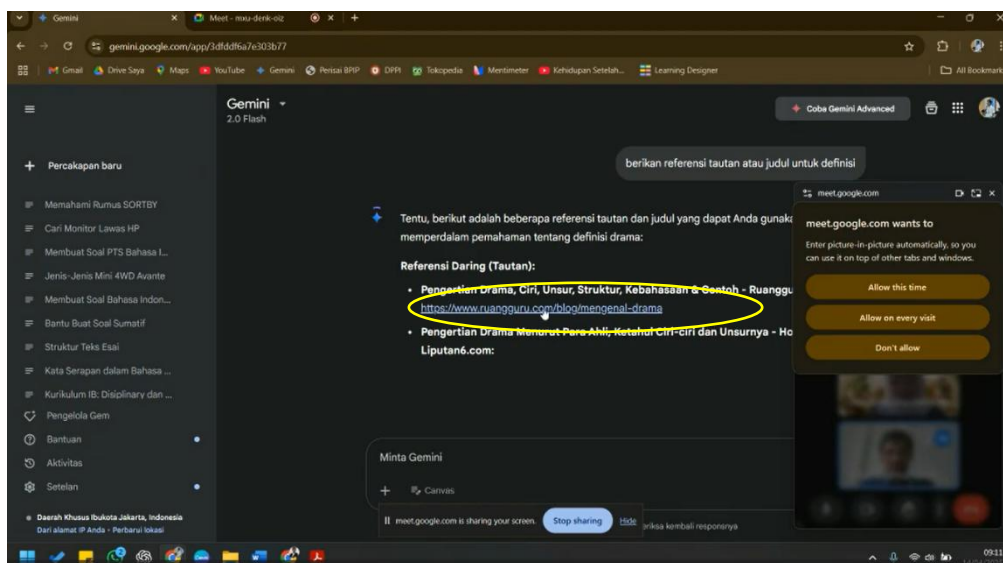 Gemini
Meet - mxu-denk-oiz
gemini.google.com/app/3dfddf6a7e303b77
Gmail
Drive Saya
Maps
YouTube
Gemini
Perisai BPIP
DPR
Tokopedia
Mentimeter
Kehidupan Setelah...
Learning Designer
All Bookmark
Gemini
2.0 Flash
Coba Gemini Advanced
Percakapan baru
berikan referensi tautan atau judul untuk definisi
Memahami Rumus SORTBY
Cari Monitor Lawas HP
Membuat Soal PTS Bahasa I...
Jenis-Jenis Mini 4WD Avante
Membuat Soal Bahasa Indon...
Bantu Buat Soal Sumatif
Struktur Teks Esai
Kata Serapan dalam Bahasa ...
Kurikulum IB: Disiplinary dan ...
Pengelola Gem
Bantuan
Aktivitas
Setelan
Daerah Khusus Ibukota Jakarta, Indonesia
Dari alamat IP Anda - Perbarui lokasi
Tentu, berikut adalah beberapa referensi tautan dan judul yang dapat Anda gunaka
memperdalam pemahaman tentang definisi drama:
Referensi Daring (Tautan):
• Pengertian Drama, Ciri, Unsur, Struktur, Kebahasaan & Contoh - Ruanggu
https://www.ruangguru.com/blog/mengenal-drama
• Pengertian Drama Menurut Para Ahli, Ketahui Ciri-ciri dan Unsurnya - Ho
Liputan6.com:
meet.google.com
meet.google.com wants to
Enter picture-in-picture automatically, so you
can use it on top of other tabs and windows.
Allow this time
Allow on every visit
Don't allow
Minta Gemini
Canvas
meet.google.com is sharing your screen.
Stop sharing
Hide
eriksa kembali responsnya
09:11